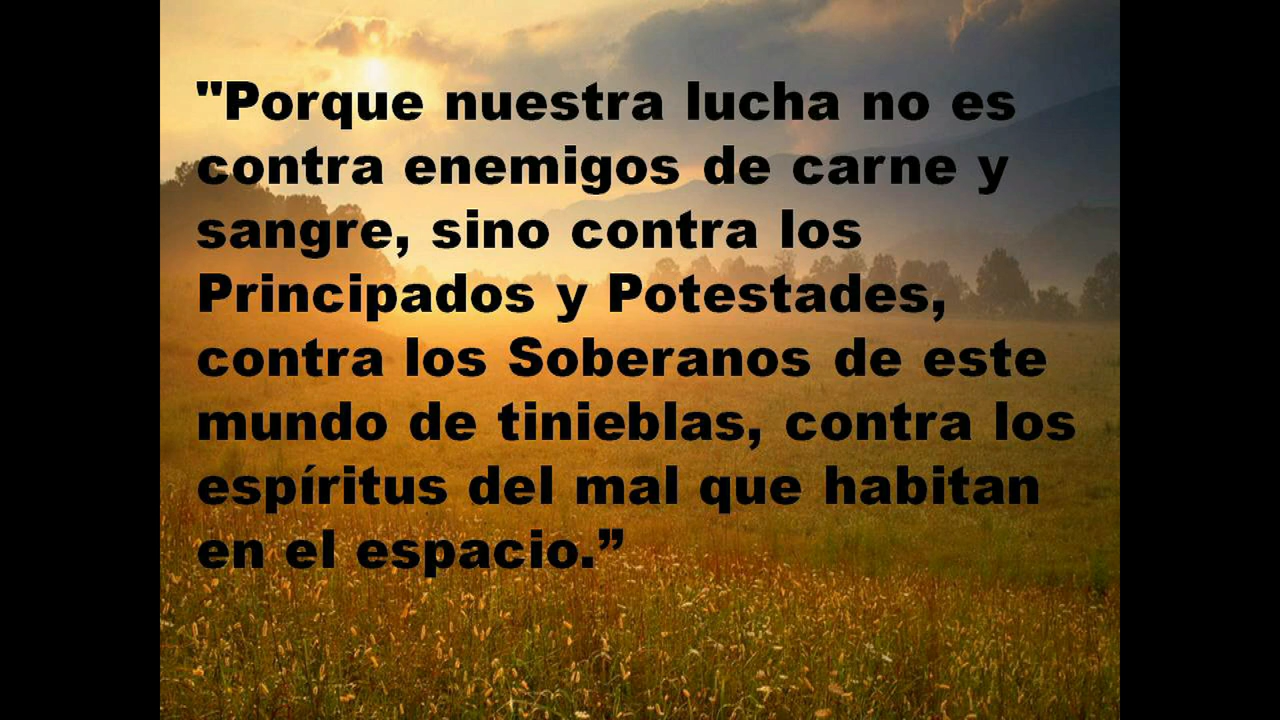 "Porque nuestra lucha no es
contra enemigos de carne y
sangre, sino contra los
Principados y Potestades,
contra los Soberanos de este
mundo de tinieblas, contra los
espíritus del mal que habitan
en el espacio.”